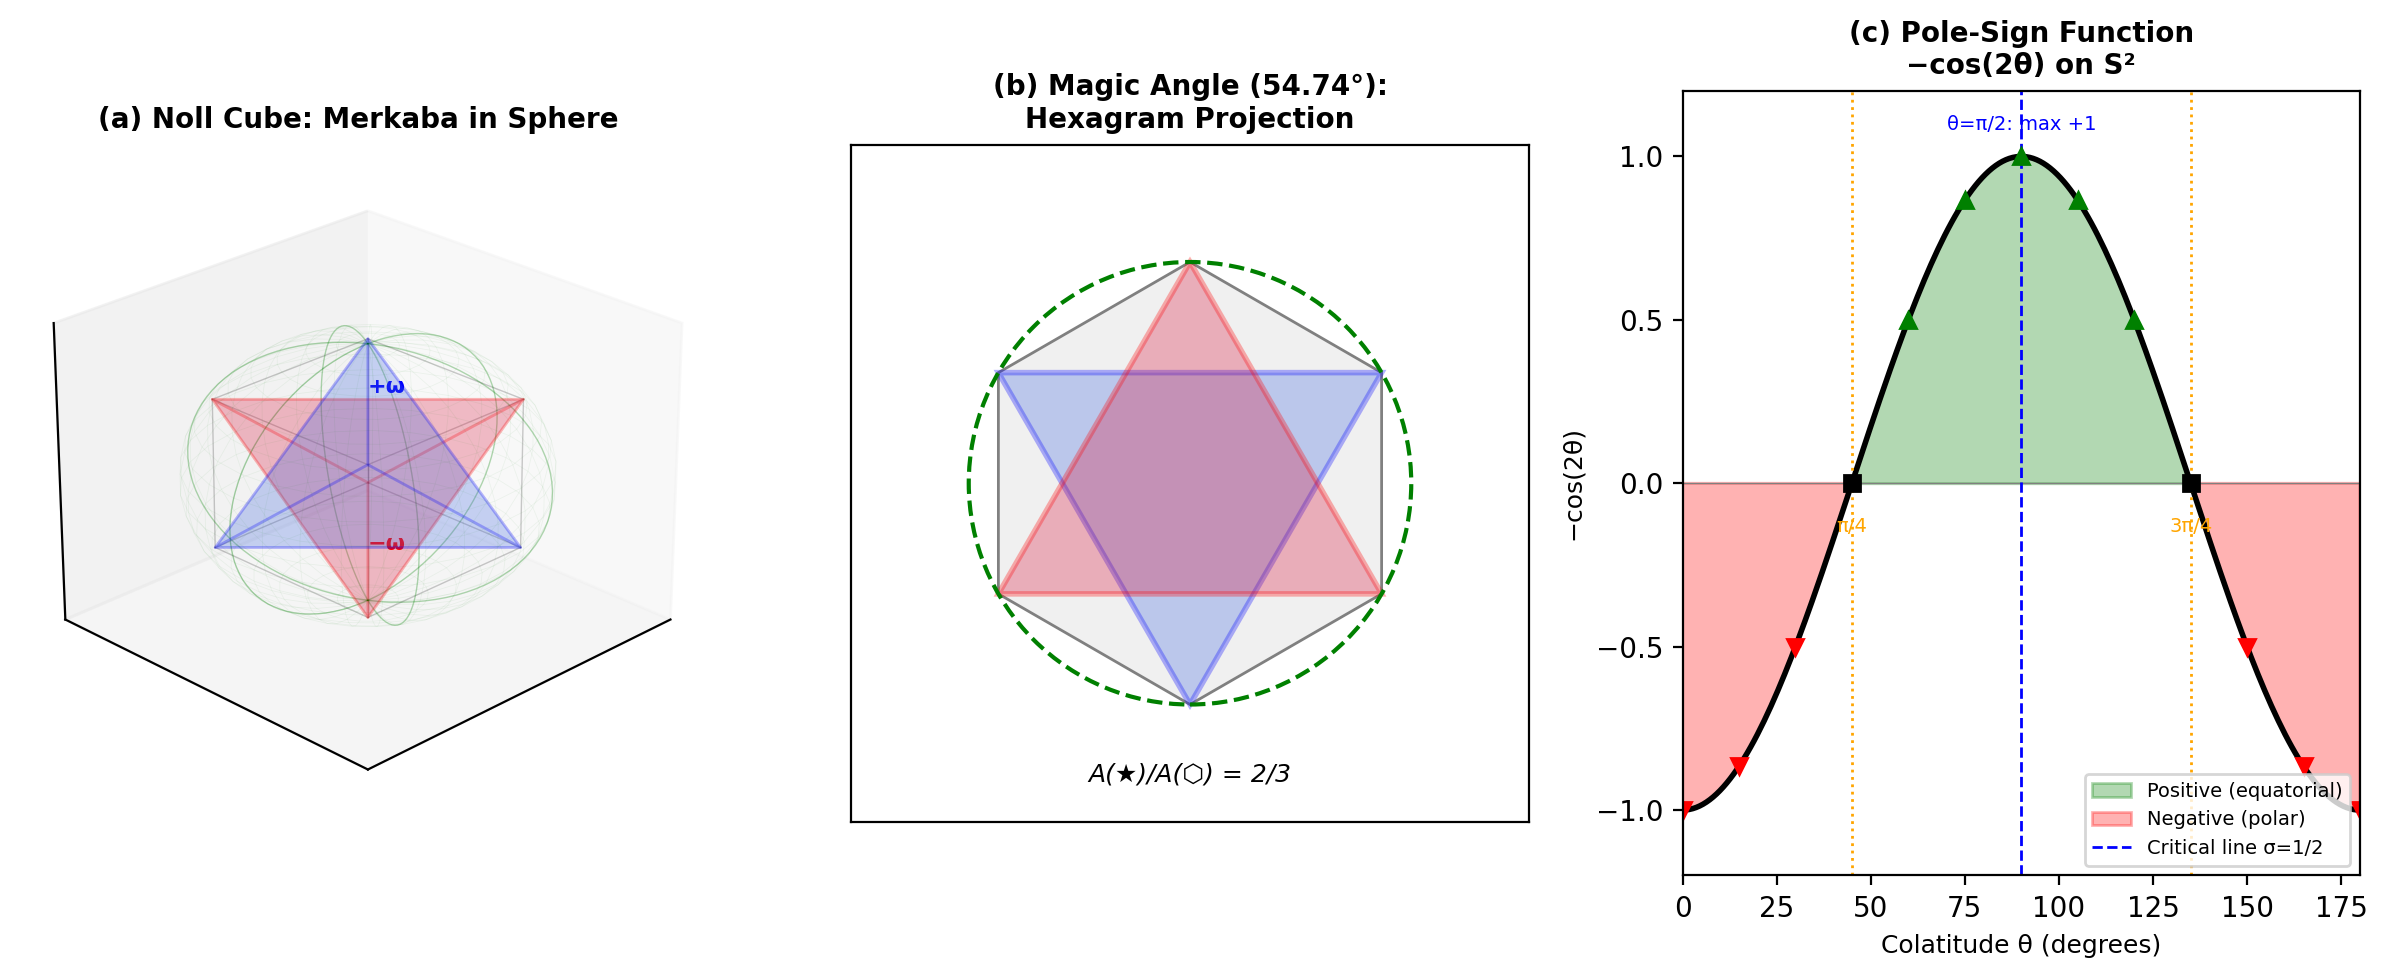 (a) Noll Cube: Merkaba in Sphere
+ω
−ω
(b) Magic Angle (54.74°):
Hexagram Projection
A(★)/A(⬡) = 2/3
(c) Pole-Sign Function
−cos(2θ) on S²
θ=π/2: max +1
1.0
0.5
0.0
−0.5
−1.0
−cos(2θ)
π/4
3π/4
Positive (equatorial)
Negative (polar)
Critical line σ=1/2
0 25 50 75 100 125 150 175
Colatitude θ (degrees)